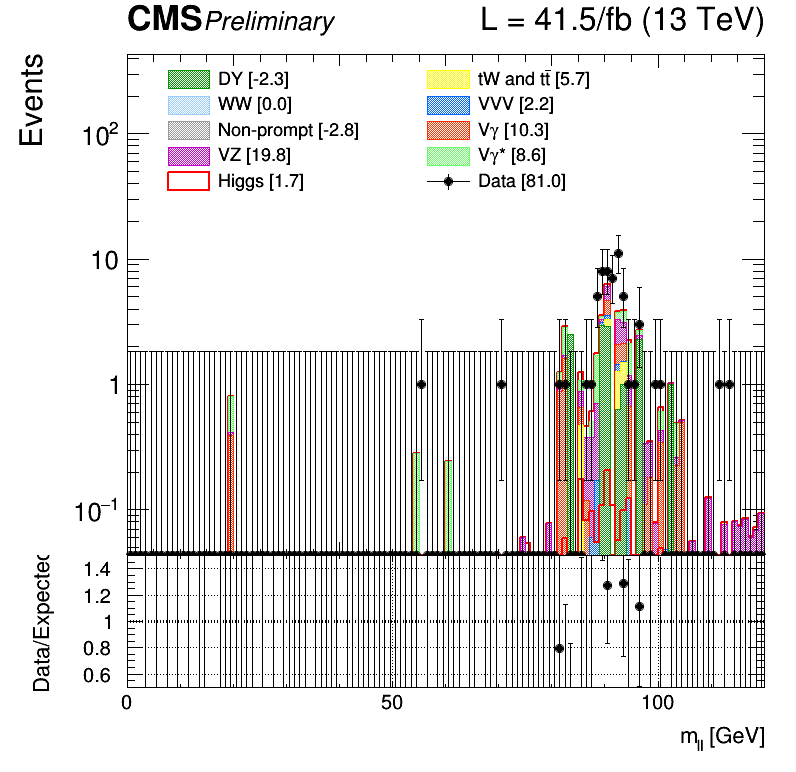 CMS Preliminary L = 41.5/fb (13 TeV)
Events
DY [-2.3] tW and tt̄ [5.7]
WW [0.0] VVV [2.2]
Non-prompt [-2.8] Vγ [10.3]
VZ [19.8] Vγ* [8.6]
Higgs [1.7] Data [81.0]
10²
10
1
10⁻¹
Data/Expected
1.4
1.2
1
0.8
0.6
0 50 100
m_ll [GeV]